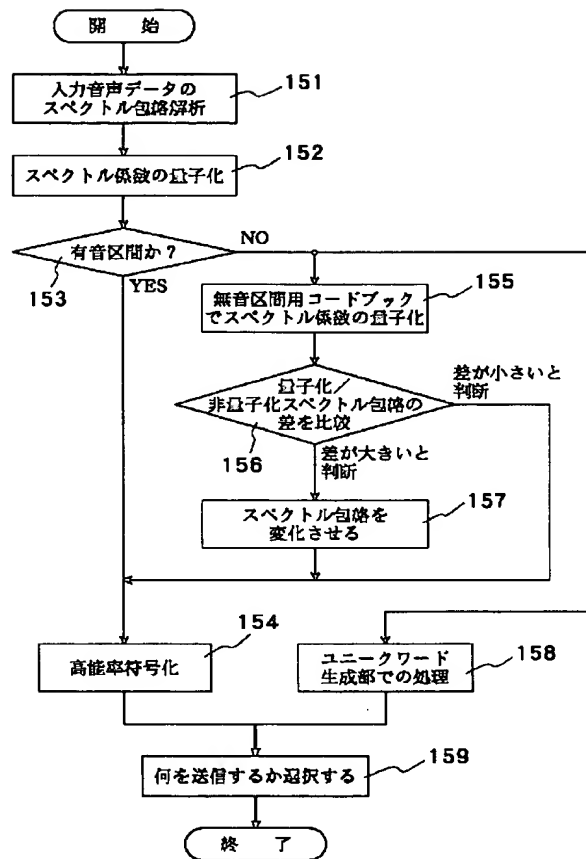 開 始
入力音声データの
スペクトル包絡解析
151
スペクトル係数の量子化
152
有音区間か？
153
NO
YES
無音区間用コードブック
でスペクトル係数の量子化
155
量子化／
非量子化スペクトル包絡の
差を比較
156
差が小さいと
判断
差が大きいと
判断
スペクトル包絡を
変化させる
157
高能率符号化
154
ユニークワード
生成部での処理
158
何を送信するか選択する
159
終 了